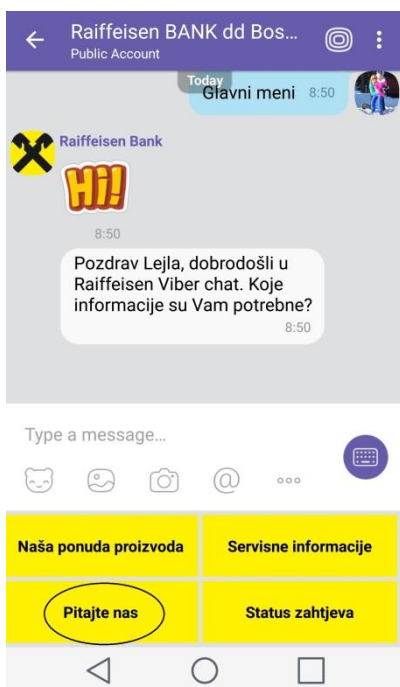 Raiffeisen BANK dd Bos...
Public Account
Today
Glavni meni 8:50
Raiffeisen Bank
Hi!
8:50
Pozdrav Lejla, dobrodošli u
Raiffeisen Viber chat. Koje
informacije su Vam potrebne?
8:50
Type a message...
Naša ponuda proizvoda
Servisne informacije
Pitajte nas
Status zahtjeva